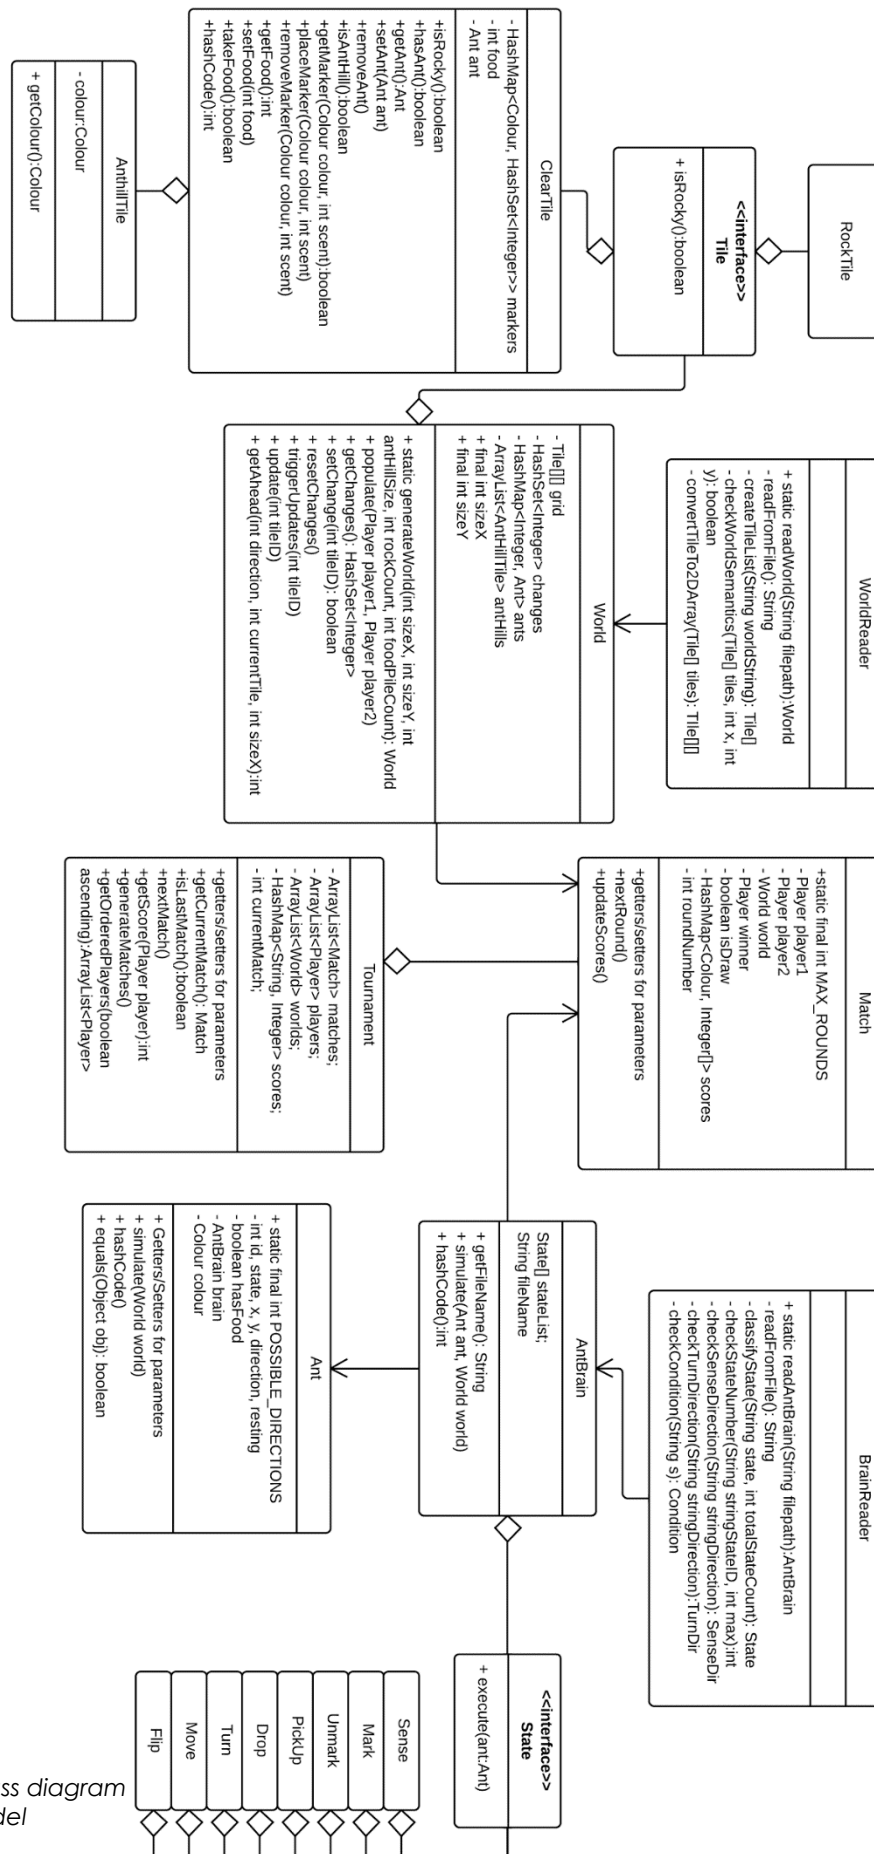 RockTile
<<interface>>
Tile
+ isRocky():boolean
ClearTile
- HashMap<Colour, HashSet<Integer>> markers
- int food
- Ant ant
+isRocky():boolean
+hasAnt():boolean
+getAnt():Ant
+setAnt(Ant ant)
+removeAnt()
+isAntHill():boolean
+getMarker(Colour colour, int scent):boolean
+placeMarker(Colour colour, int scent)
+removeMarker(Colour colour, int scent)
+getFood():int
+setFood(int food)
+takeFood():boolean
+hashCode():int
AnthillTile
- colour:Colour
+ getColour():Colour
WorldReader
+ static readWorld(String filepath):World
- readFromFile(): String
- createTileList(String worldString): Tile[]
- checkWorldSemantics(Tile[] tiles, int x, int
y): boolean
- convertTileTo2DArray(Tile[] tiles): Tile[][]
World
- Tile[][] grid
- HashSet<Integer> changes
- HashMap<Integer, Ant> ants
- ArrayList<AntHillTile> antHills
+ final int sizeX
+ final int sizeY
+ static generateWorld(int sizeX, int sizeY, int
antHillSize, int rockCount, int foodPileCount): World
+ populate(Player player1, Player player2)
+ getChanges(): HashSet<Integer>
+ setChange(int tileID): boolean
+ resetChanges()
+ triggerUpdates(int tileID)
+ update(int tileID)
+ getAhead(int direction, int currentTile, int sizeX):int
Match
+static final int MAX_ROUNDS
- Player player1
- Player player2
- World world
- Player winner
- boolean isDraw
- HashMap<Colour, Integer[]> scores
- int roundNumber
+getters/setters for parameters
+nextRound()
+updateScores()
Tournament
- ArrayList<Match> matches;
- ArrayList<Player> players;
- ArrayList<World> worlds;
- HashMap<String, Integer> scores;
- int currentMatch;
+getters/setters for parameters
+getCurrentMatch(): Match
+isLastMatch():boolean
+nextMatch()
+getScore(Player player):int
+generateMatches()
+getOrderedPlayers(boolean
ascending):ArrayList<Player>
BrainReader
+ static readAntBrain(String filepath):AntBrain
- readFromFile(): String
- classifyState(String state, int totalStateCount): State
- checkStateNumber(String stringStateID, int max):int
- checkSenseDirection(String stringDirection): SenseDir
- checkTurnDirection(String stringDirection):TurnDir
- checkCondition(String s): Condition
AntBrain
State[] stateList;
String fileName
+ getFileName(): String
+ simulate(Ant ant, World world)
+ hashCode():int
Ant
+ static final int POSSIBLE_DIRECTIONS
- int id, state, x, y, direction, resting
- boolean hasFood
- AntBrain brain
- Colour colour
+ Getters/Setters for parameters
+ simulate(World world)
+ hashCode()
+ equals(Object obj): boolean
<<interface>>
State
+ execute(ant:Ant)
Sense
Mark
Unmark
PickUp
Drop
Turn
Move
Flip
ss diagram
del